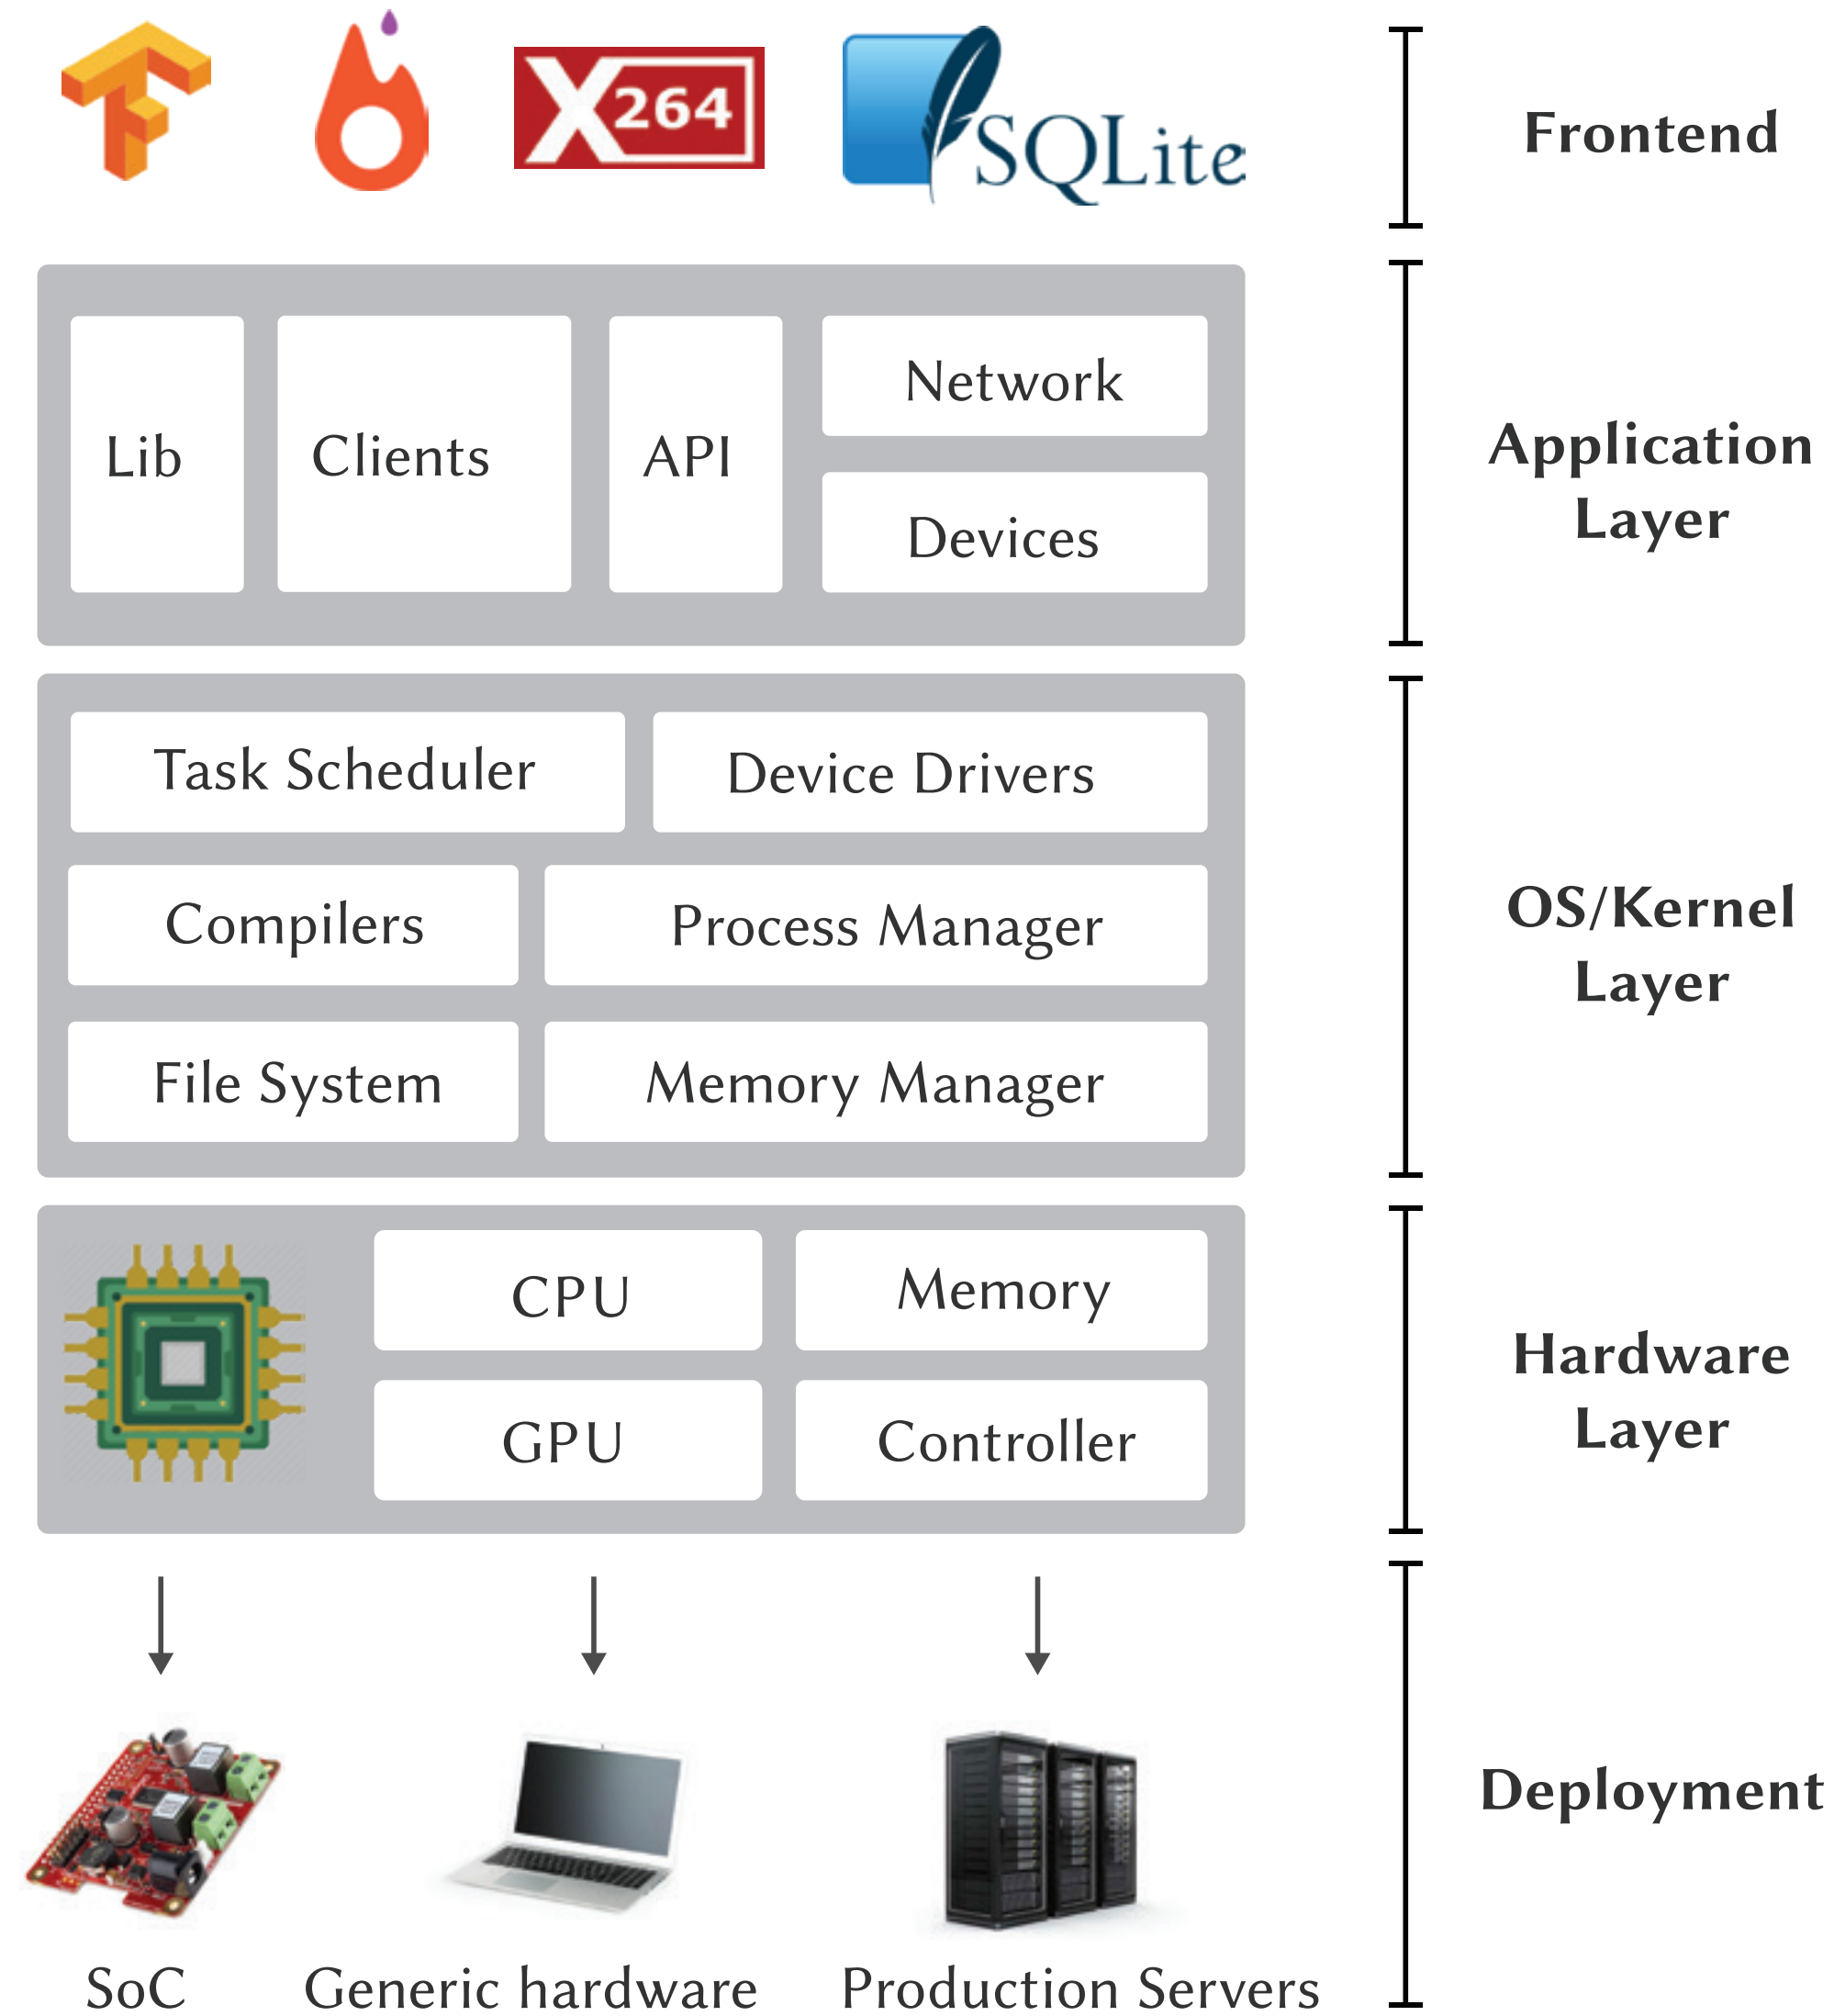 X264
SQLite
Frontend
Lib
Clients
API
Network
Devices
Application
Layer
Task Scheduler
Device Drivers
Compilers
Process Manager
File System
Memory Manager
OS/Kernel
Layer
CPU
Memory
GPU
Controller
Hardware
Layer
Deployment
SoC
Generic hardware
Production Servers